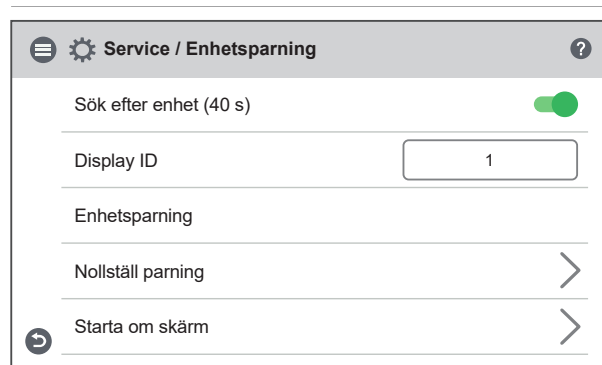 Service / Enhetsparning
?
Sök efter enhet (40 s)
Display ID
1
Enhetsparning
Nollställ parning
Starta om skärm